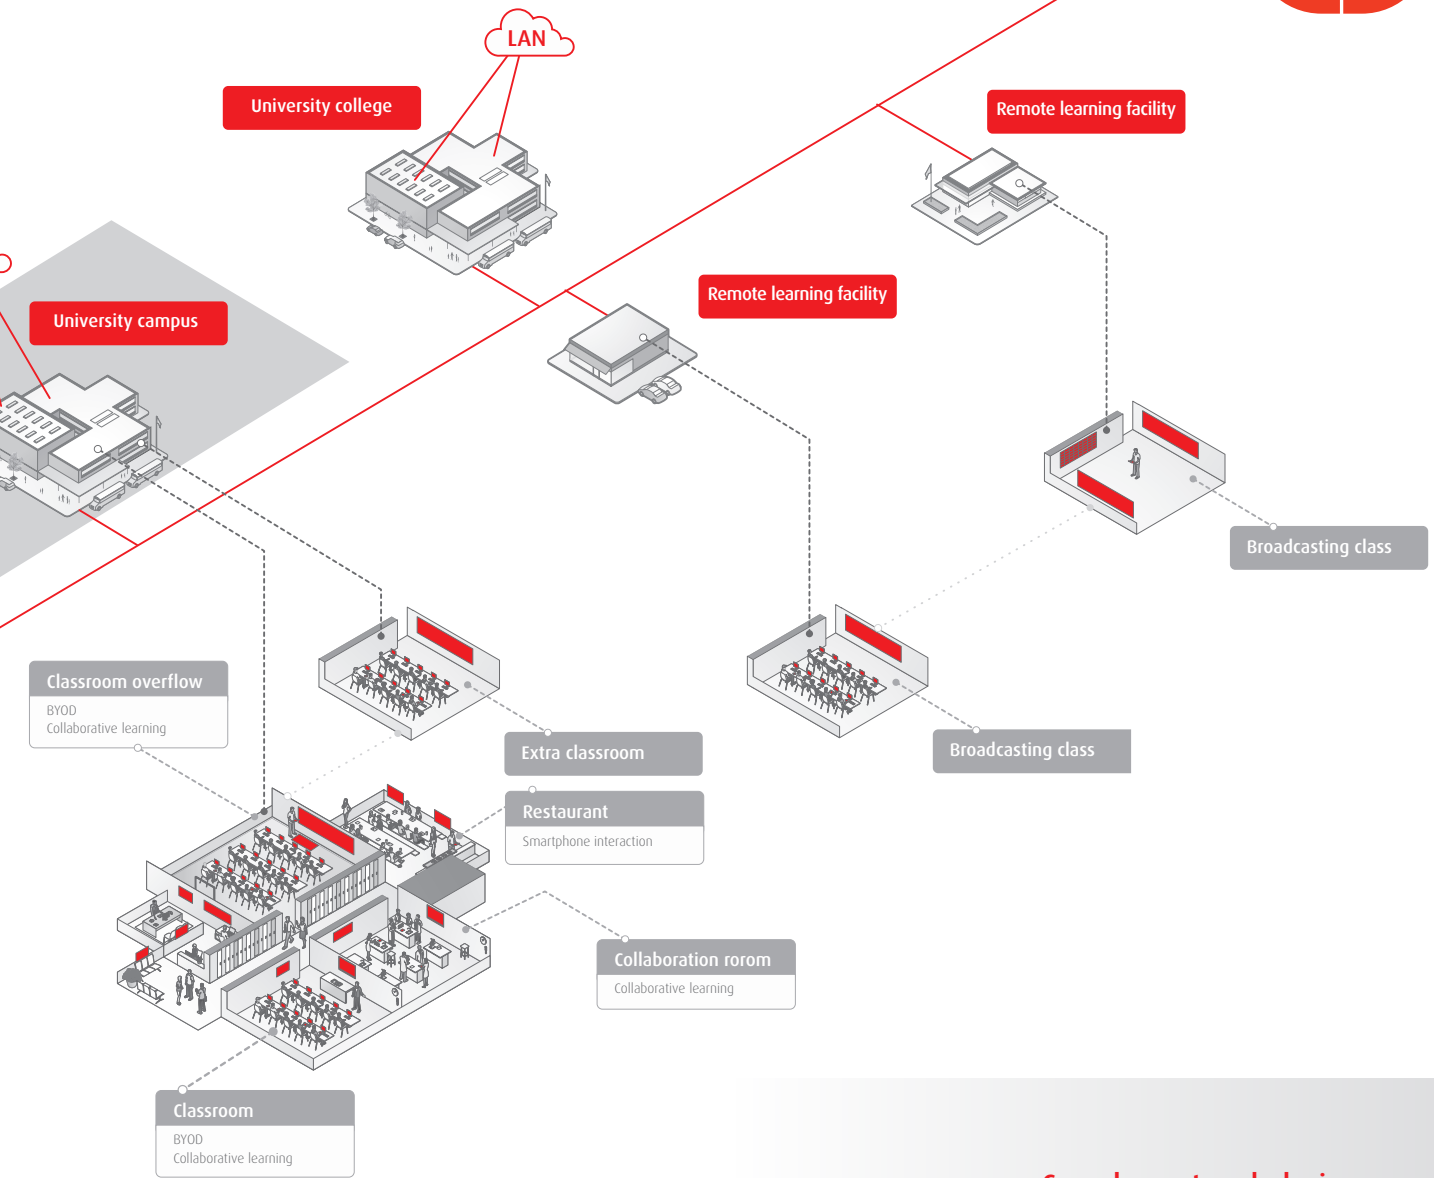 LAN
University college
Remote learning facility
Remote learning facility
University campus
Broadcasting class
Classroom overflow
BYOD
Collaborative learning
Extra classroom
Broadcasting class
Restaurant
Smartphone interaction
Collaboration rorom
Collaborative learning
Classroom
BYOD
Collaborative learning